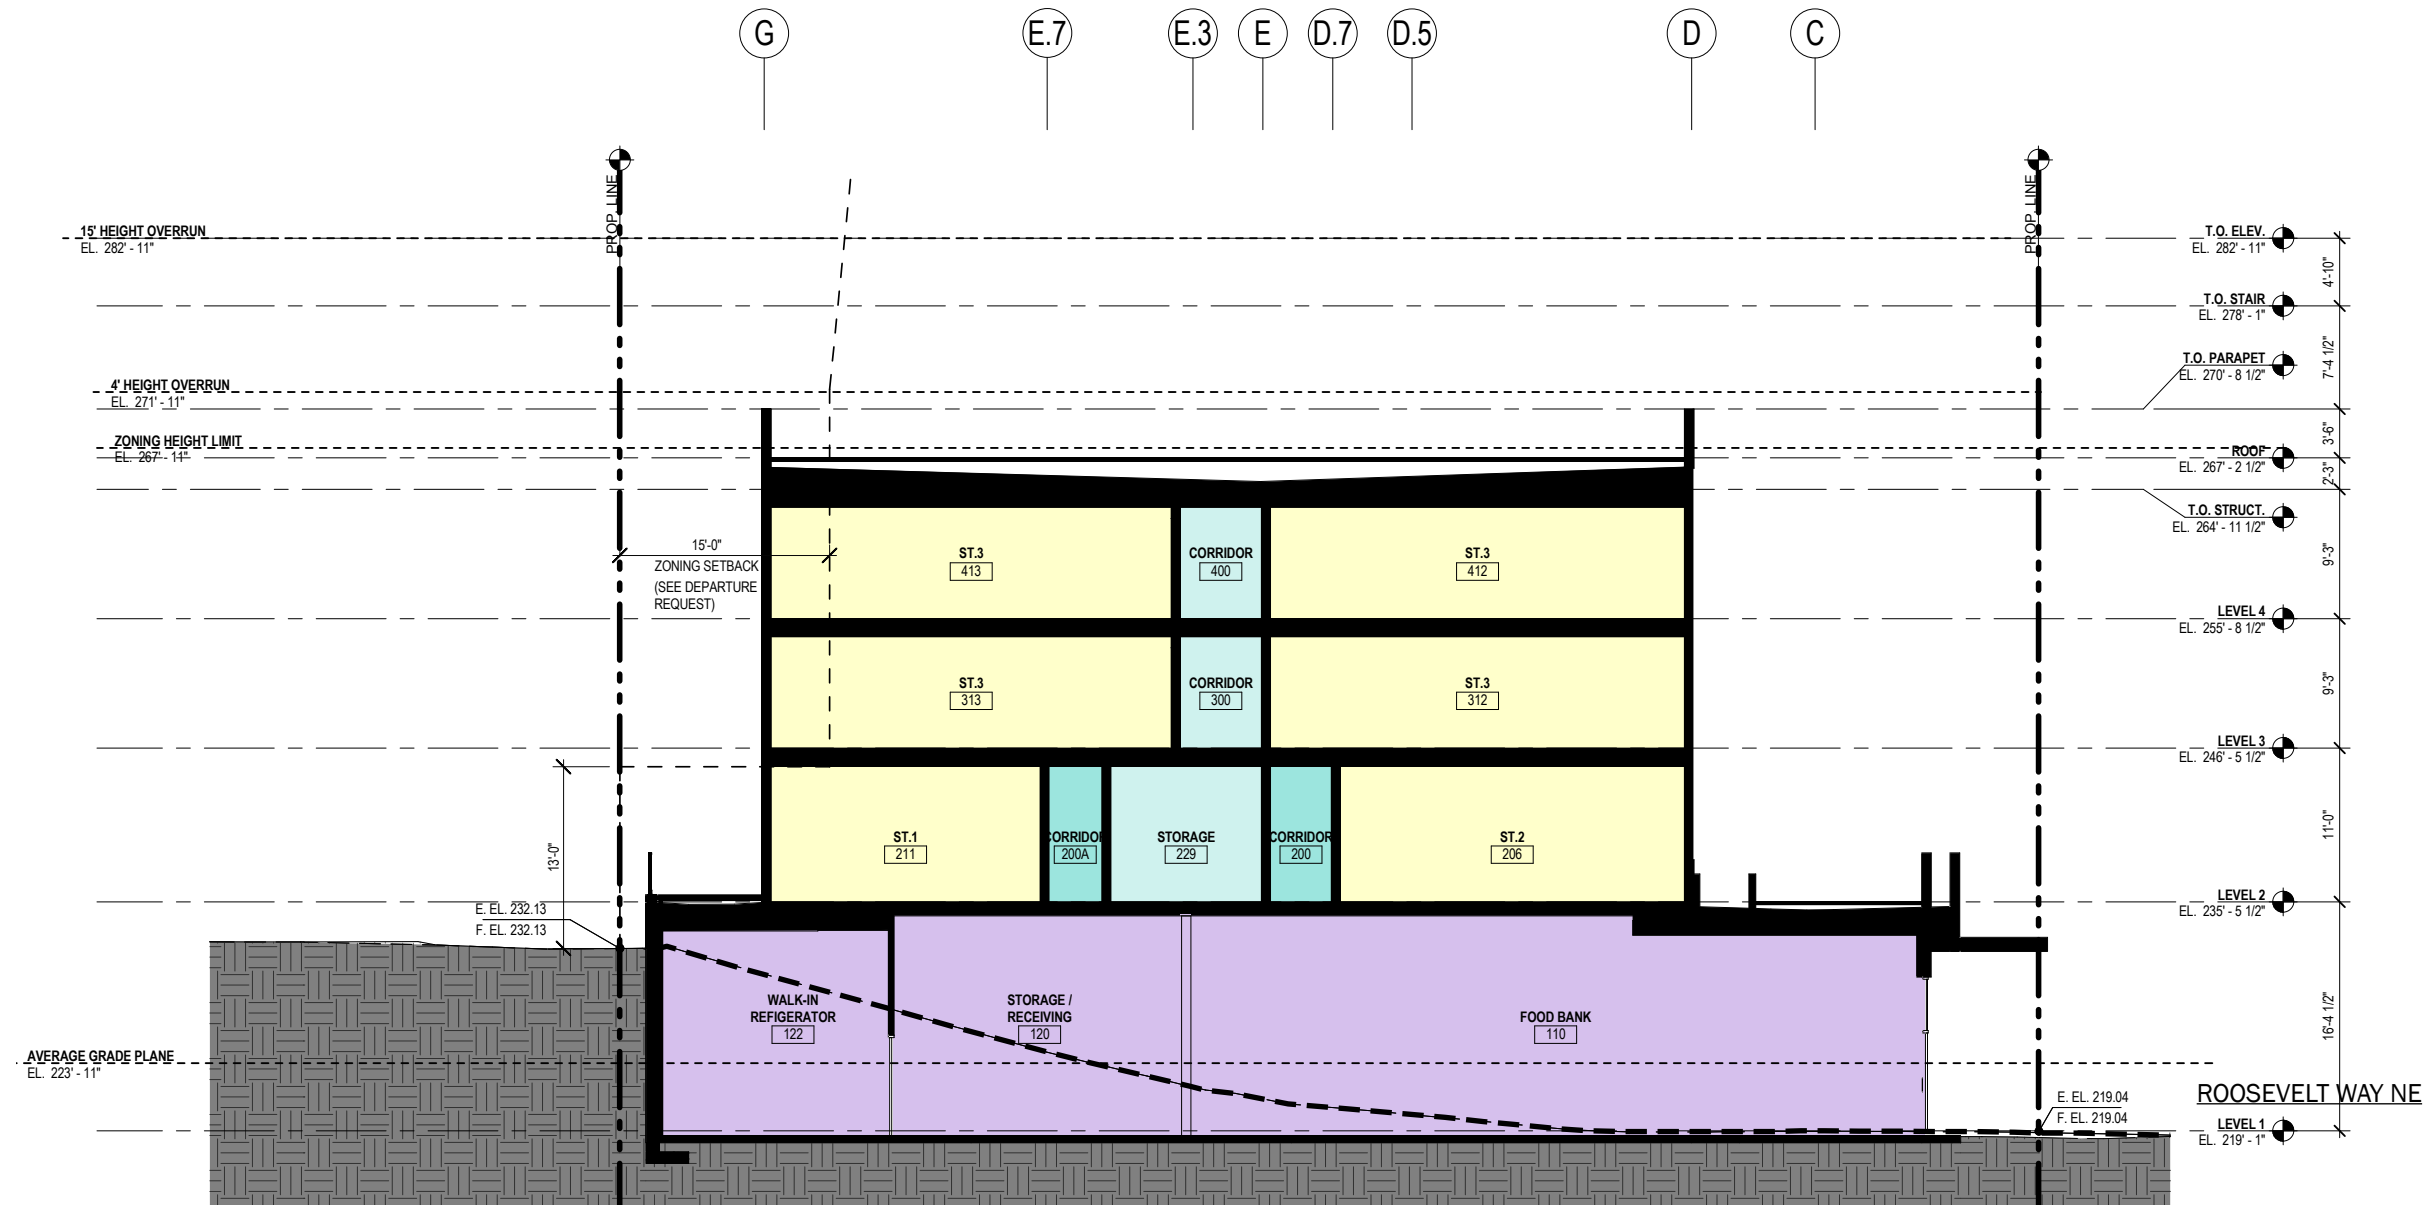 G
E.7
E.3
E
D.7
D.5
D
C
PROP. LINE
PROP. LINE
15' HEIGHT OVERRUN
EL. 282' - 11"
T.O. ELEV.
EL. 282' - 11"
4'-10"
T.O. STAIR
EL. 278' - 1"
7'-4 1/2"
T.O. PARAPET
EL. 270' - 8 1/2"
4' HEIGHT OVERRUN
EL. 271' - 11"
3'-6"
ZONING HEIGHT LIMIT
EL. 267' - 11"
ROOF
EL. 267' - 2 1/2"
2'-3"
T.O. STRUCT.
EL. 264' - 11 1/2"
15'-0"
ZONING SETBACK
(SEE DEPARTURE
REQUEST)
ST.3
413
CORRIDOR
400
ST.3
412
9'-3"
LEVEL 4
EL. 255' - 8 1/2"
ST.3
313
CORRIDOR
300
ST.3
312
9'-3"
LEVEL 3
EL. 246' - 5 1/2"
13'-0"
ST.1
211
CORRIDOR
200A
STORAGE
229
CORRIDOR
200
ST.2
206
11'-0"
LEVEL 2
EL. 235' - 5 1/2"
E. EL. 232.13
F. EL. 232.13
WALK-IN
REFIGERATOR
122
STORAGE /
RECEIVING
120
FOOD BANK
110
16'-4 1/2"
AVERAGE GRADE PLANE
EL. 223' - 11"
E. EL. 219.04
F. EL. 219.04
ROOSEVELT WAY NE
LEVEL 1
EL. 219' - 1"